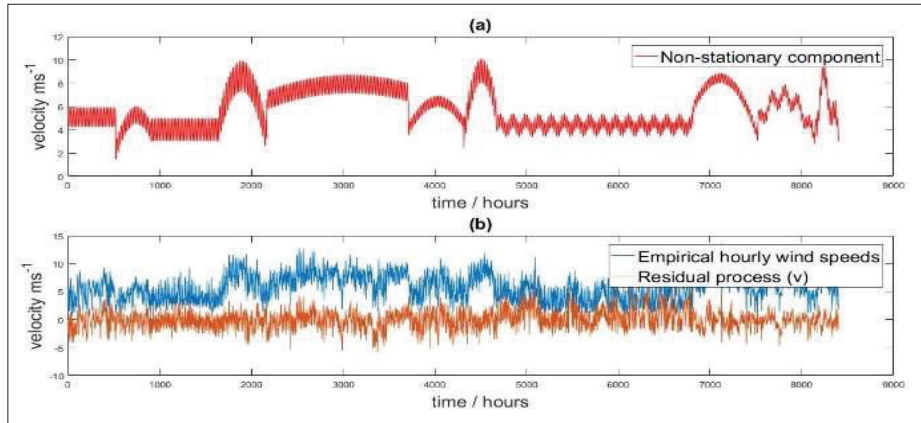 (a)
12
10
8
6
4
2
0
velocity ms-1
Non-stationary component
0 1000 2000 3000 4000 5000 6000 7000 8000 9000
time / hours
(b)
15
10
5
0
-5
-10
velocity ms-1
Empirical hourly wind speeds
Residual process (v)
0 1000 2000 3000 4000 5000 6000 7000 8000 9000
time / hours